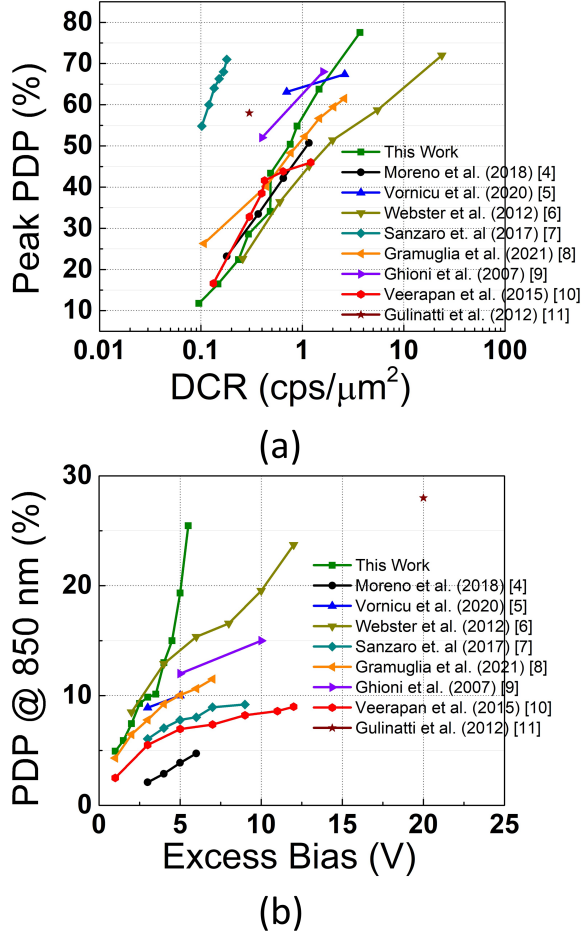 Peak PDP (%)
80
70
60
50
40
30
20
10
This Work
Moreno et al. (2018) [4]
Vornicu et al. (2020) [5]
Webster et al. (2012) [6]
Sanzaro et. al (2017) [7]
Gramuglia et al. (2021) [8]
Ghioni et al. (2007) [9]
Veerapan et al. (2015) [10]
Gulinatti et al. (2012) [11]
0.01 0.1 1 10 100
DCR (cps/μm²)
(a)
PDP @ 850 nm (%)
30
20
10
0
This Work
Moreno et al. (2018) [4]
Vornicu et al. (2020) [5]
Webster et al. (2012) [6]
Sanzaro et. al (2017) [7]
Gramuglia et al. (2021) [8]
Ghioni et al. (2007) [9]
Veerapan et al. (2015) [10]
Gulinatti et al. (2012) [11]
0 5 10 15 20 25
Excess Bias (V)
(b)